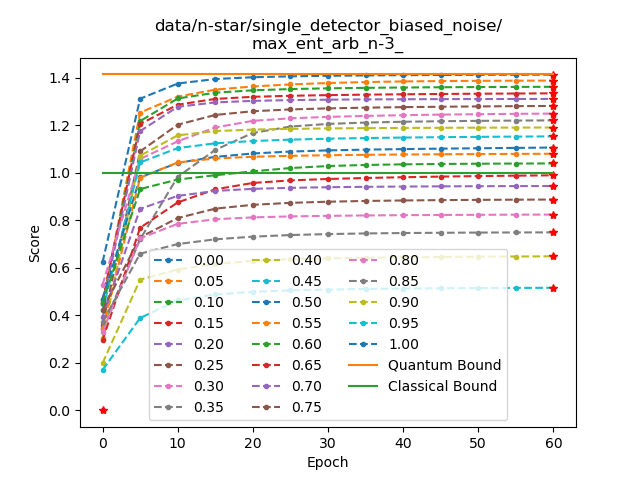 data/n-star/single_detector_biased_noise/
max_ent_arb_n-3_
Score
1.4
1.2
1.0
0.8
0.6
0.4
0.2
0.0
0.00 0.40 0.80
0.05 0.45 0.85
0.10 0.50 0.90
0.15 0.55 0.95
0.20 0.60 1.00
0.25 0.65 Quantum Bound
0.30 0.70 Classical Bound
0.35 0.75
0 10 20 30 40 50 60
Epoch